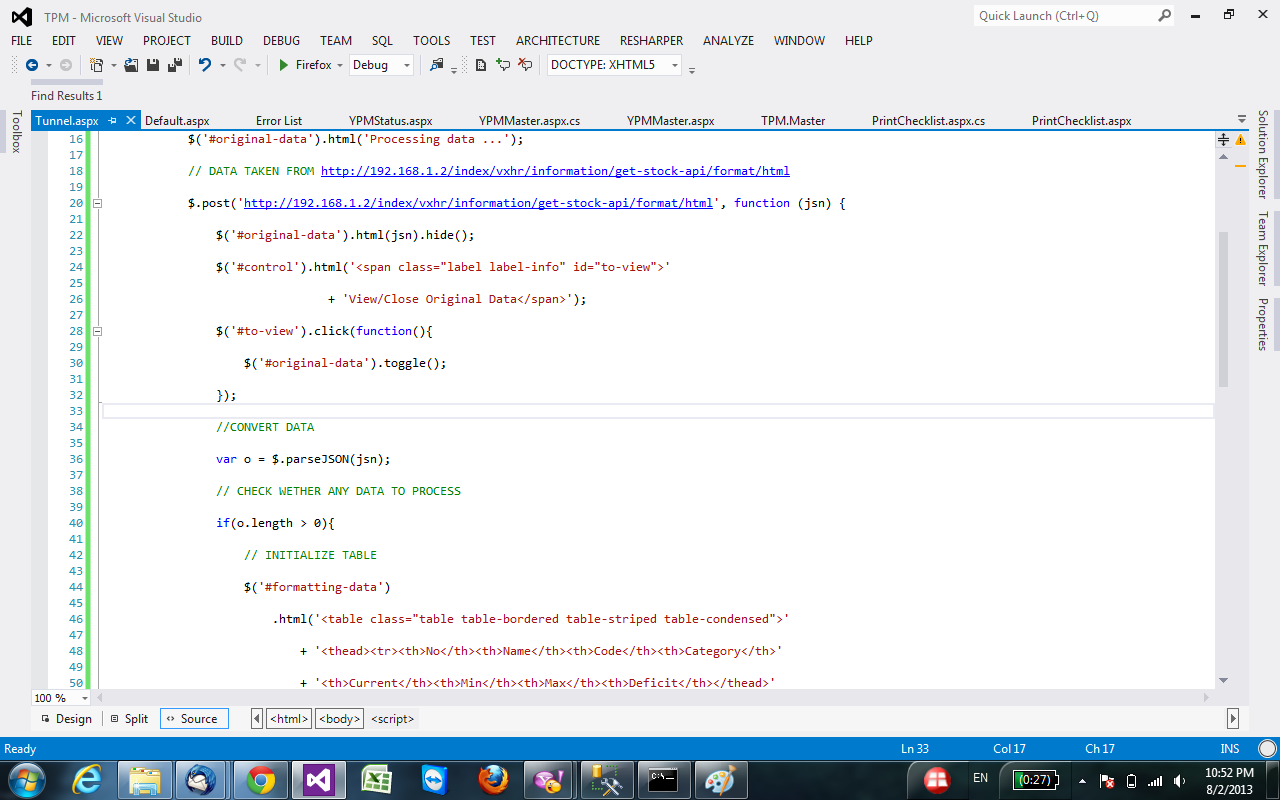 TPM - Microsoft Visual Studio
Quick Launch (Ctrl+Q)
FILE EDIT VIEW PROJECT BUILD DEBUG TEAM SQL TOOLS TEST ARCHITECTURE RESHARPER ANALYZE WINDOW HELP
Firefox Debug DOCTYPE: XHTML5
Find Results 1
Toolbox
Tunnel.aspx Default.aspx Error List YPMStatus.aspx YPMMaster.aspx.cs YPMMaster.aspx TPM.Master PrintChecklist.aspx.cs PrintChecklist.aspx
Solution Explorer
Team Explorer
Properties
16 $('#original-data').html('Processing data ...');
17
18 // DATA TAKEN FROM http://192.168.1.2/index/vxhr/information/get-stock-api/format/html
19
20 $.post('http://192.168.1.2/index/vxhr/information/get-stock-api/format/html', function (jsn) {
21
22 $('#original-data').html(jsn).hide();
23
24 $('#control').html('<span class="label label-info" id="to-view">'
25
26 + 'View/Close Original Data</span>');
27
28 $('#to-view').click(function(){
29
30 $('#original-data').toggle();
31
32 });
33
34 //CONVERT DATA
35
36 var o = $.parseJSON(jsn);
37
38 // CHECK WETHER ANY DATA TO PROCESS
39
40 if(o.length > 0){
41
42 // INITIALIZE TABLE
43
44 $('#formatting-data')
45
46 .html('<table class="table table-bordered table-striped table-condensed">'
47
48 + '<thead><tr><th>No</th><th>Name</th><th>Code</th><th>Category</th>'
49
50 + '<th>Current</th><th>Min</th><th>Max</th><th>Deficit</th></thead>'
100 %
Design Split Source <html> <body> <script>
Ready Ln 33 Col 17 Ch 17 INS
EN (0:27) 10:52 PM
8/2/2013